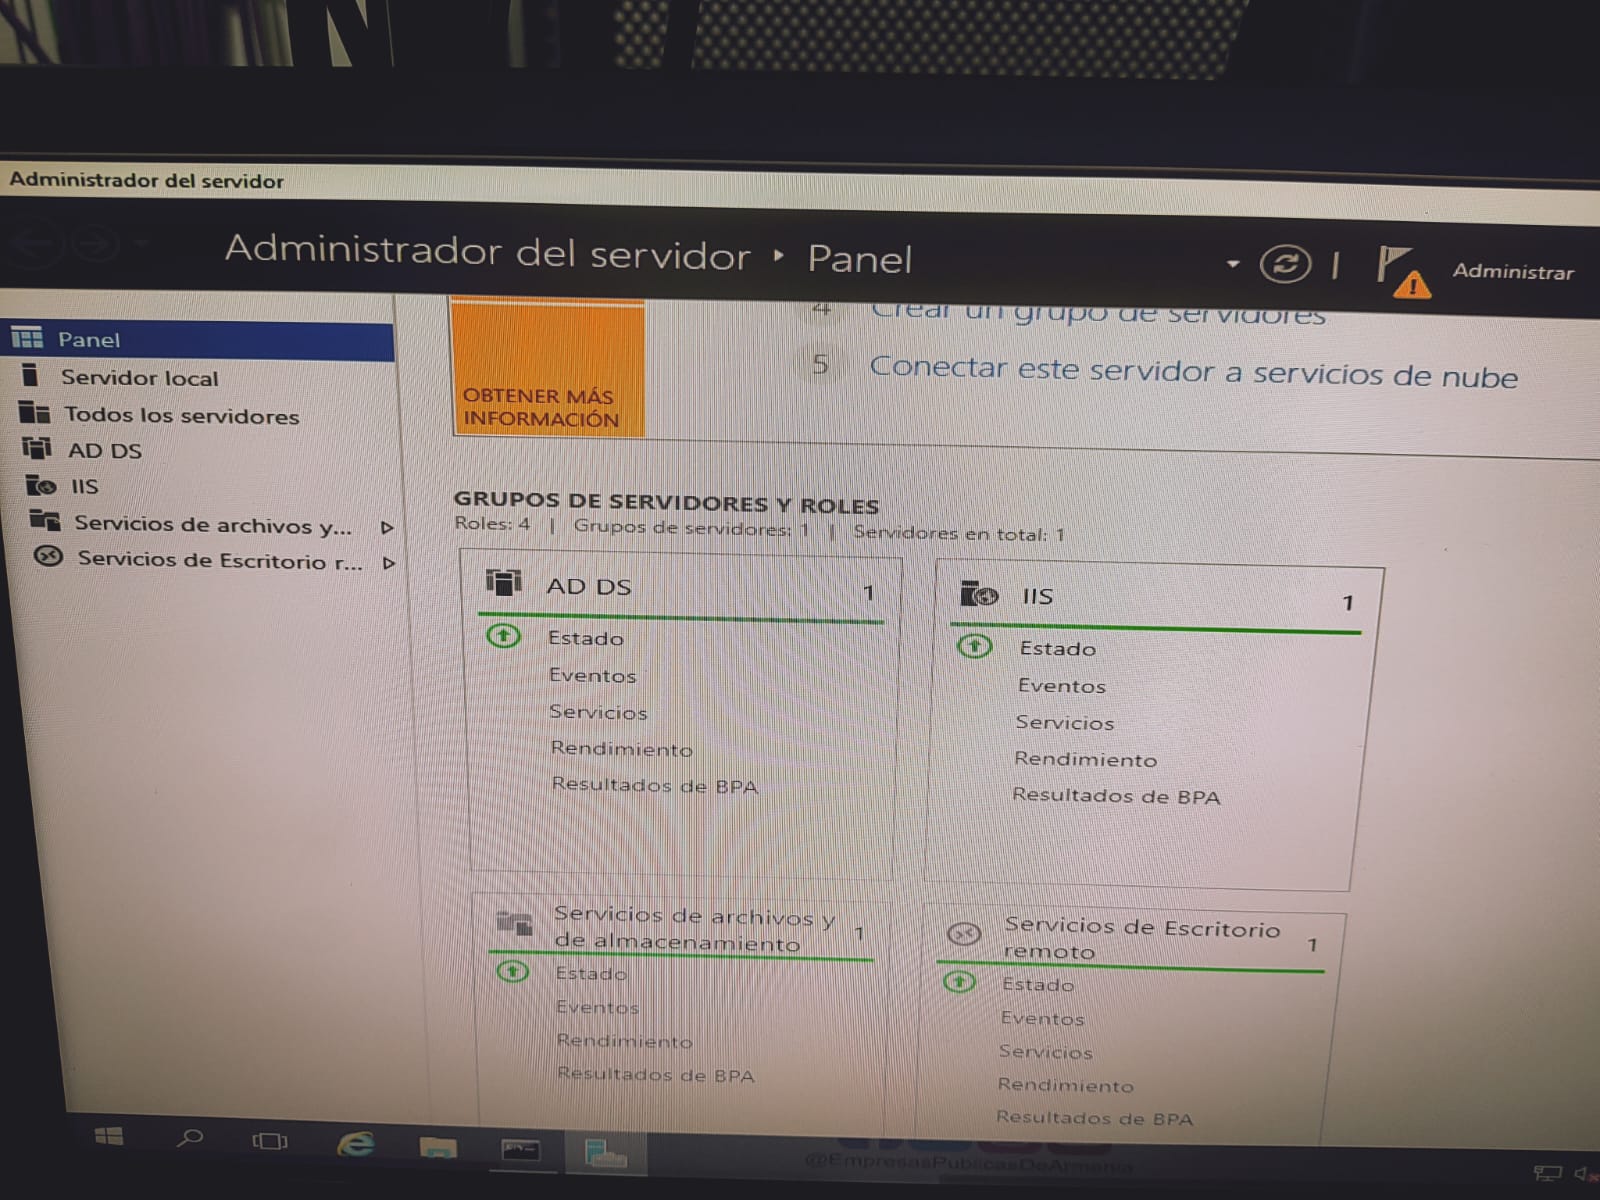 Administrador del servidor
Administrador del servidor ‣ Panel
Administrar
Panel
Servidor local
Todos los servidores
AD DS
IIS
Servicios de archivos y...
Servicios de Escritorio r...
OBTENER MÁS
INFORMACIÓN
4 Crear un grupo de servidores
5 Conectar este servidor a servicios de nube
GRUPOS DE SERVIDORES Y ROLES
Roles: 4 | Grupos de servidores: 1 | Servidores en total: 1
AD DS 1
Estado
Eventos
Servicios
Rendimiento
Resultados de BPA
IIS 1
Estado
Eventos
Servicios
Rendimiento
Resultados de BPA
Servicios de archivos y
de almacenamiento 1
Estado
Eventos
Rendimiento
Resultados de BPA
Servicios de Escritorio
remoto 1
Estado
Eventos
Servicios
Rendimiento
Resultados de BPA
@EmpresasPublicasDeArmenia